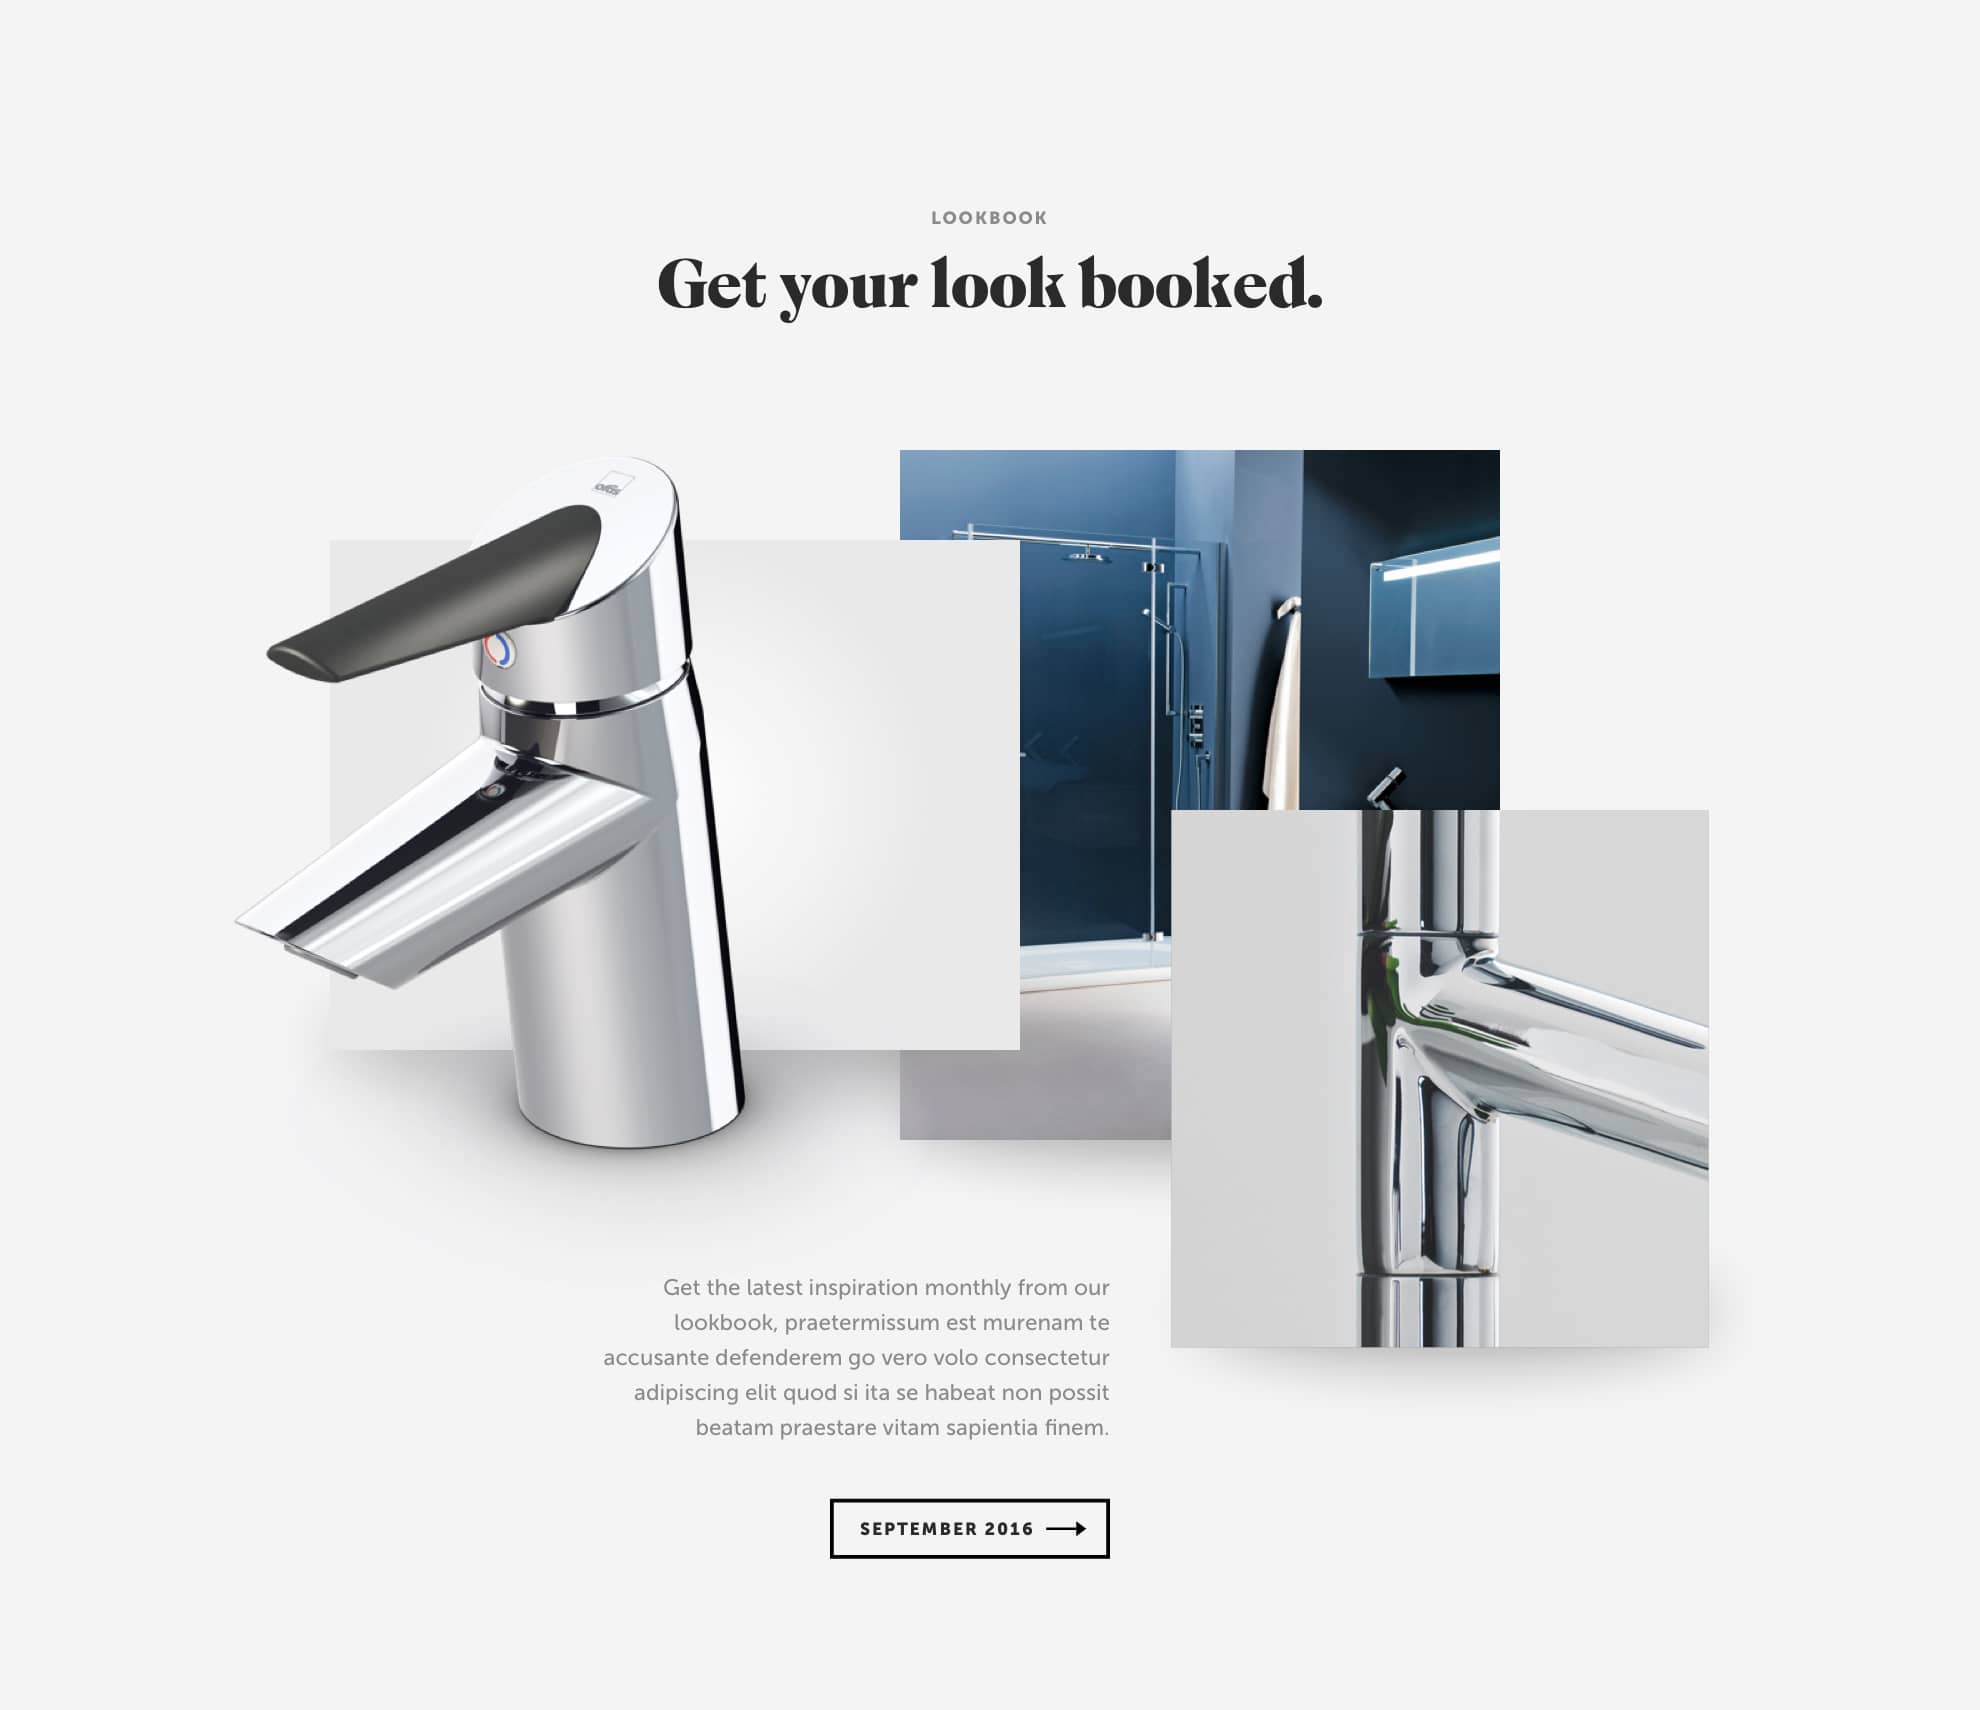 LOOKBOOK
Get your look booked.
oras
Get the latest inspiration monthly from our
lookbook, praetermissum est murenam te
accusante defenderem go vero volo consectetur
adipiscing elit quod si ita se habeat non possit
beatam praestare vitam sapientia finem.
SEPTEMBER 2016